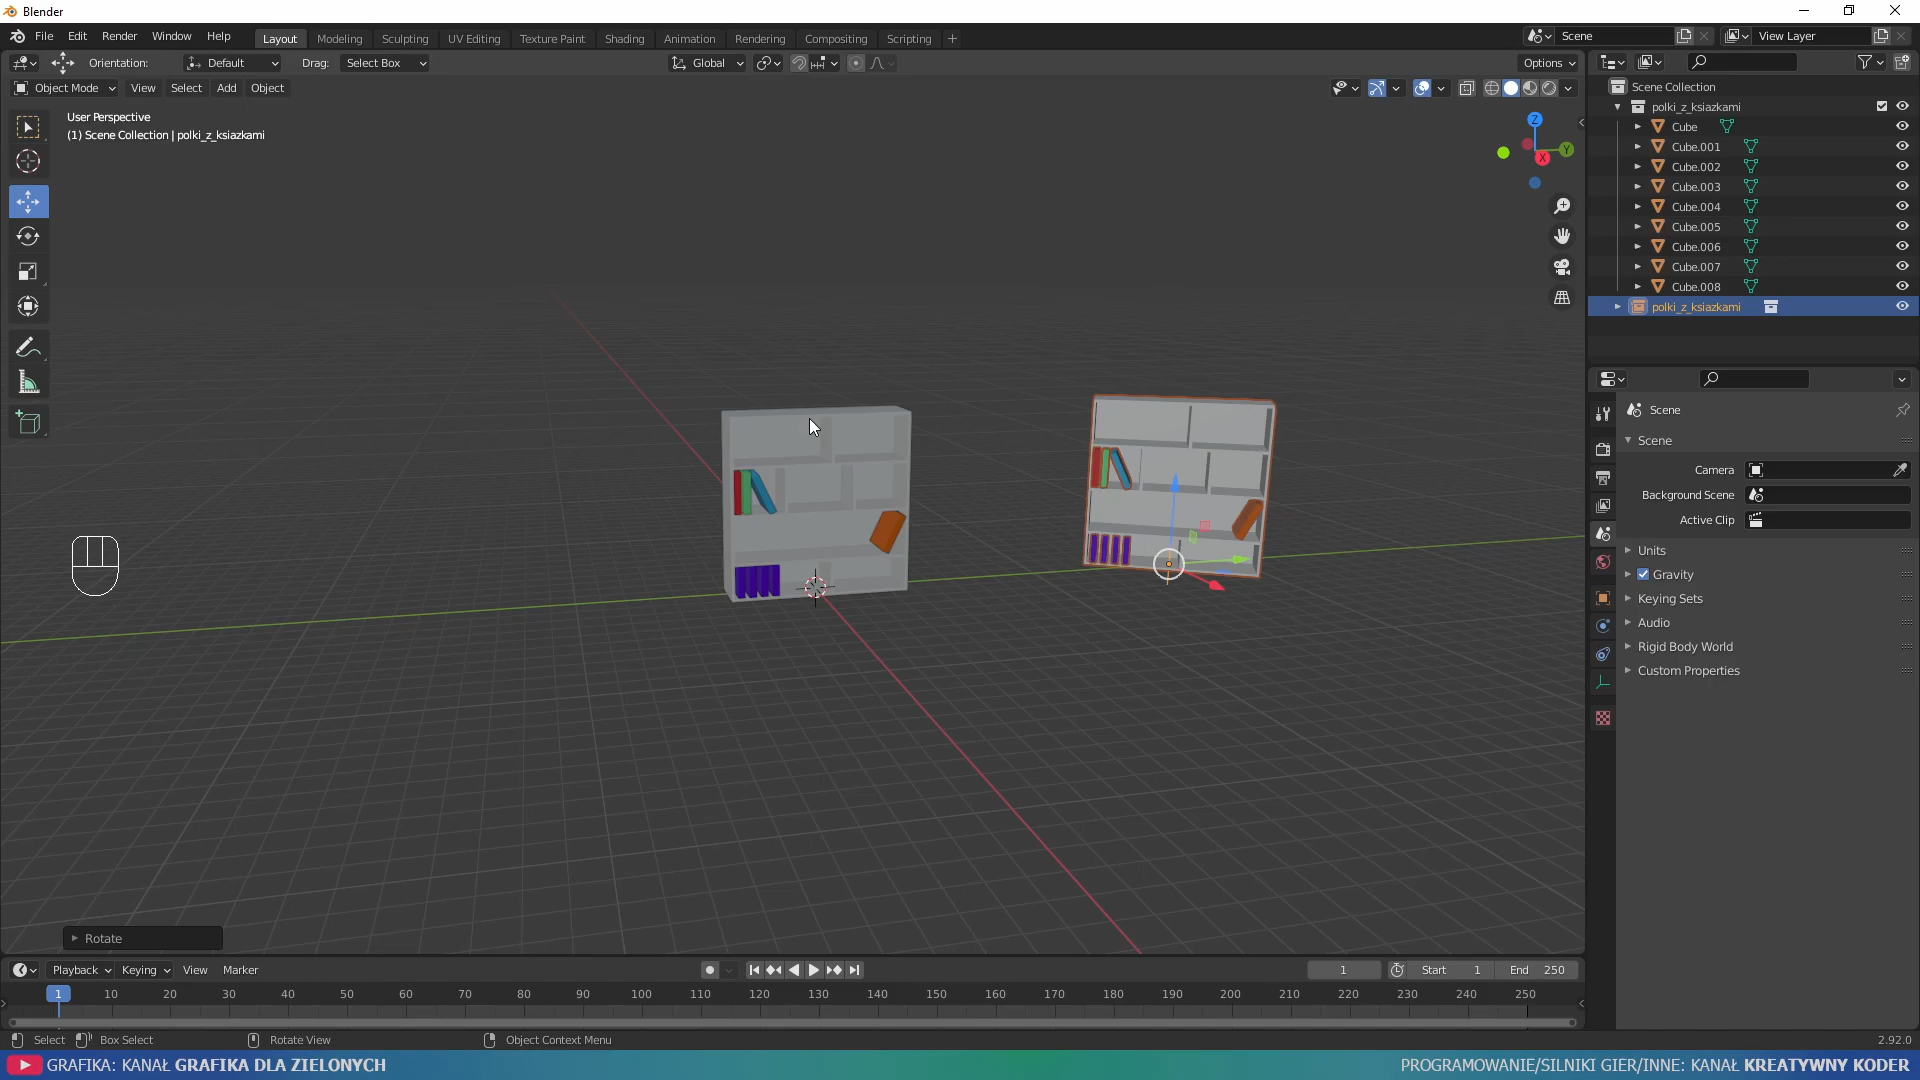 Blender
File Edit Render Window Help Layout Modeling Sculpting UV Editing Texture Paint Shading Animation Rendering Compositing Scripting + Scene View Layer
Orientation: Default Drag: Select Box Global Options
Object Mode View Select Add Object
User Perspective
(1) Scene Collection | polki_z_ksiazkami
Z
Y
X
Scene Collection
polki_z_ksiazkami
Cube
Cube.001
Cube.002
Cube.003
Cube.004
Cube.005
Cube.006
Cube.007
Cube.008
polki_z_ksiazkami
Scene
Scene
Camera
Background Scene
Active Clip
Units
Gravity
Keying Sets
Audio
Rigid Body World
Custom Properties
Rotate
Playback Keying View Marker 1 Start 1 End 250
1 10 20 30 40 50 60 70 80 90 100 110 120 130 140 150 160 170 180 190 200 210 220 230 240 250
Select Box Select Rotate View Object Context Menu 2.92.0
GRAFIKA: KANAŁ GRAFIKA DLA ZIELONYCH PROGRAMOWANIE/SILNIKI GIER/INNE: KANAŁ KREATYWNY KODER